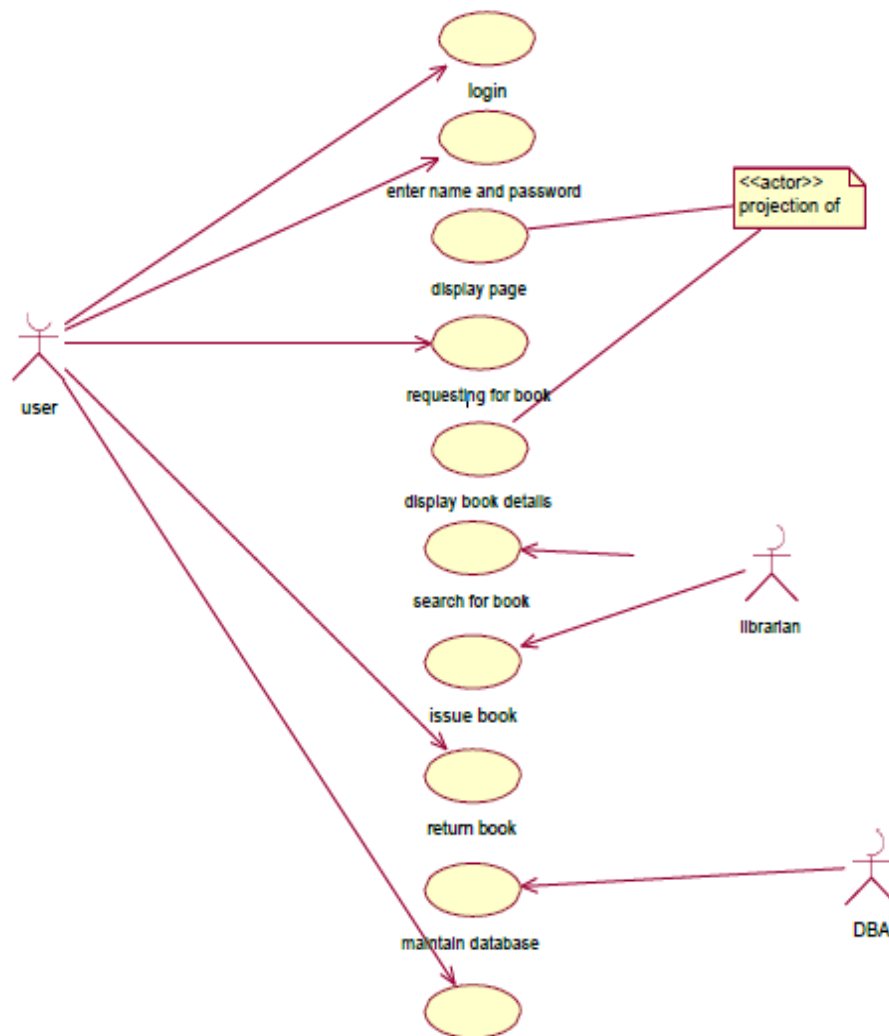 login
enter name and password
<<actor>>
projection of
display page
user
requesting for book
display book details
search for book
librarian
issue book
return book
DBA
maintain database